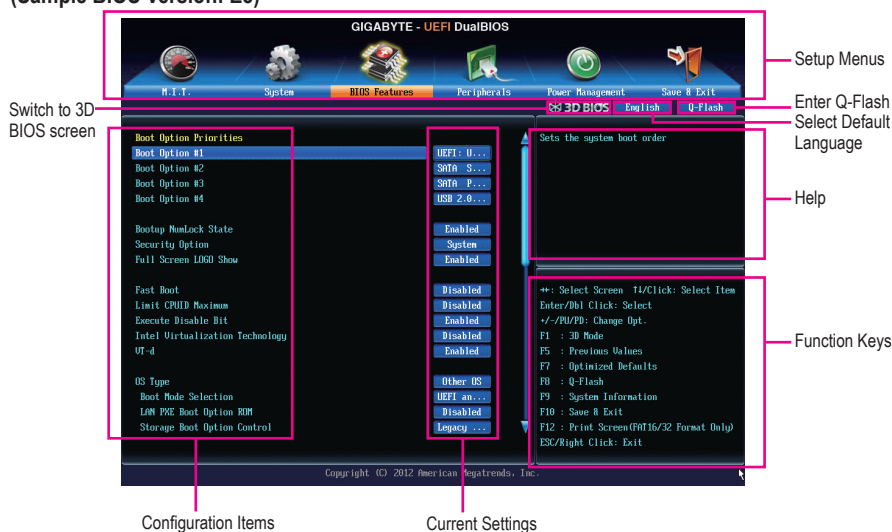 GIGABYTE - UEFI DualBIOS
Setup Menus
M.I.T.
System
BIOS Features
Peripherals
Power Management
Save & Exit
Switch to 3D
BIOS screen
3D BIOS
English
Q-Flash
Enter Q-Flash
Select Default
Language
Boot Option Priorities
Boot Option #1 UEFI: U...
Boot Option #2 SATA S...
Boot Option #3 SATA P...
Boot Option #4 USB 2.0...
Bootup NumLock State Enabled
Security Option System
Full Screen LOGO Show Enabled
Fast Boot Disabled
Limit CPUID Maximum Disabled
Execute Disable Bit Enabled
Intel Virtualization Technology Disabled
VT-d Enabled
OS Type Other OS
Boot Mode Selection UEFI an...
LAN PXE Boot Option ROM Disabled
Storage Boot Option Control Legacy ...
Sets the system boot order
Help
→←: Select Screen ↑↓/Click: Select Item
Enter/Dbl Click: Select
+/-/PU/PD: Change Opt.
F1 : 3D Mode
F5 : Previous Values
F7 : Optimized Defaults
F8 : Q-Flash
F9 : System Information
F10 : Save & Exit
F12 : Print Screen(FAT16/32 Format Only)
ESC/Right Click: Exit
Function Keys
Copyright (C) 2012 American Megatrends, Inc.
Configuration Items
Current Settings